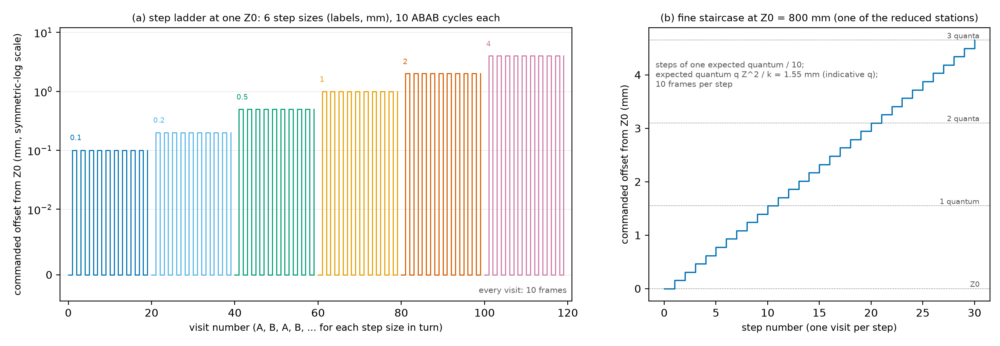 (a) step ladder at one Z0: 6 step sizes (labels, mm), 10 ABAB cycles each
commanded offset from Z0 (mm, symmetric-log scale)
10¹
10⁰
10⁻¹
10⁻²
0
0.1
0.2
0.5
1
2
4
every visit: 10 frames
0 20 40 60 80 100 120
visit number (A, B, A, B, ... for each step size in turn)
(b) fine staircase at Z0 = 800 mm (one of the reduced stations)
commanded offset from Z0 (mm)
4
3
2
1
0
steps of one expected quantum / 10;
expected quantum q Z^2 / k = 1.55 mm (indicative q);
10 frames per step
3 quanta
2 quanta
1 quantum
Z0
0 5 10 15 20 25 30
step number (one visit per step)